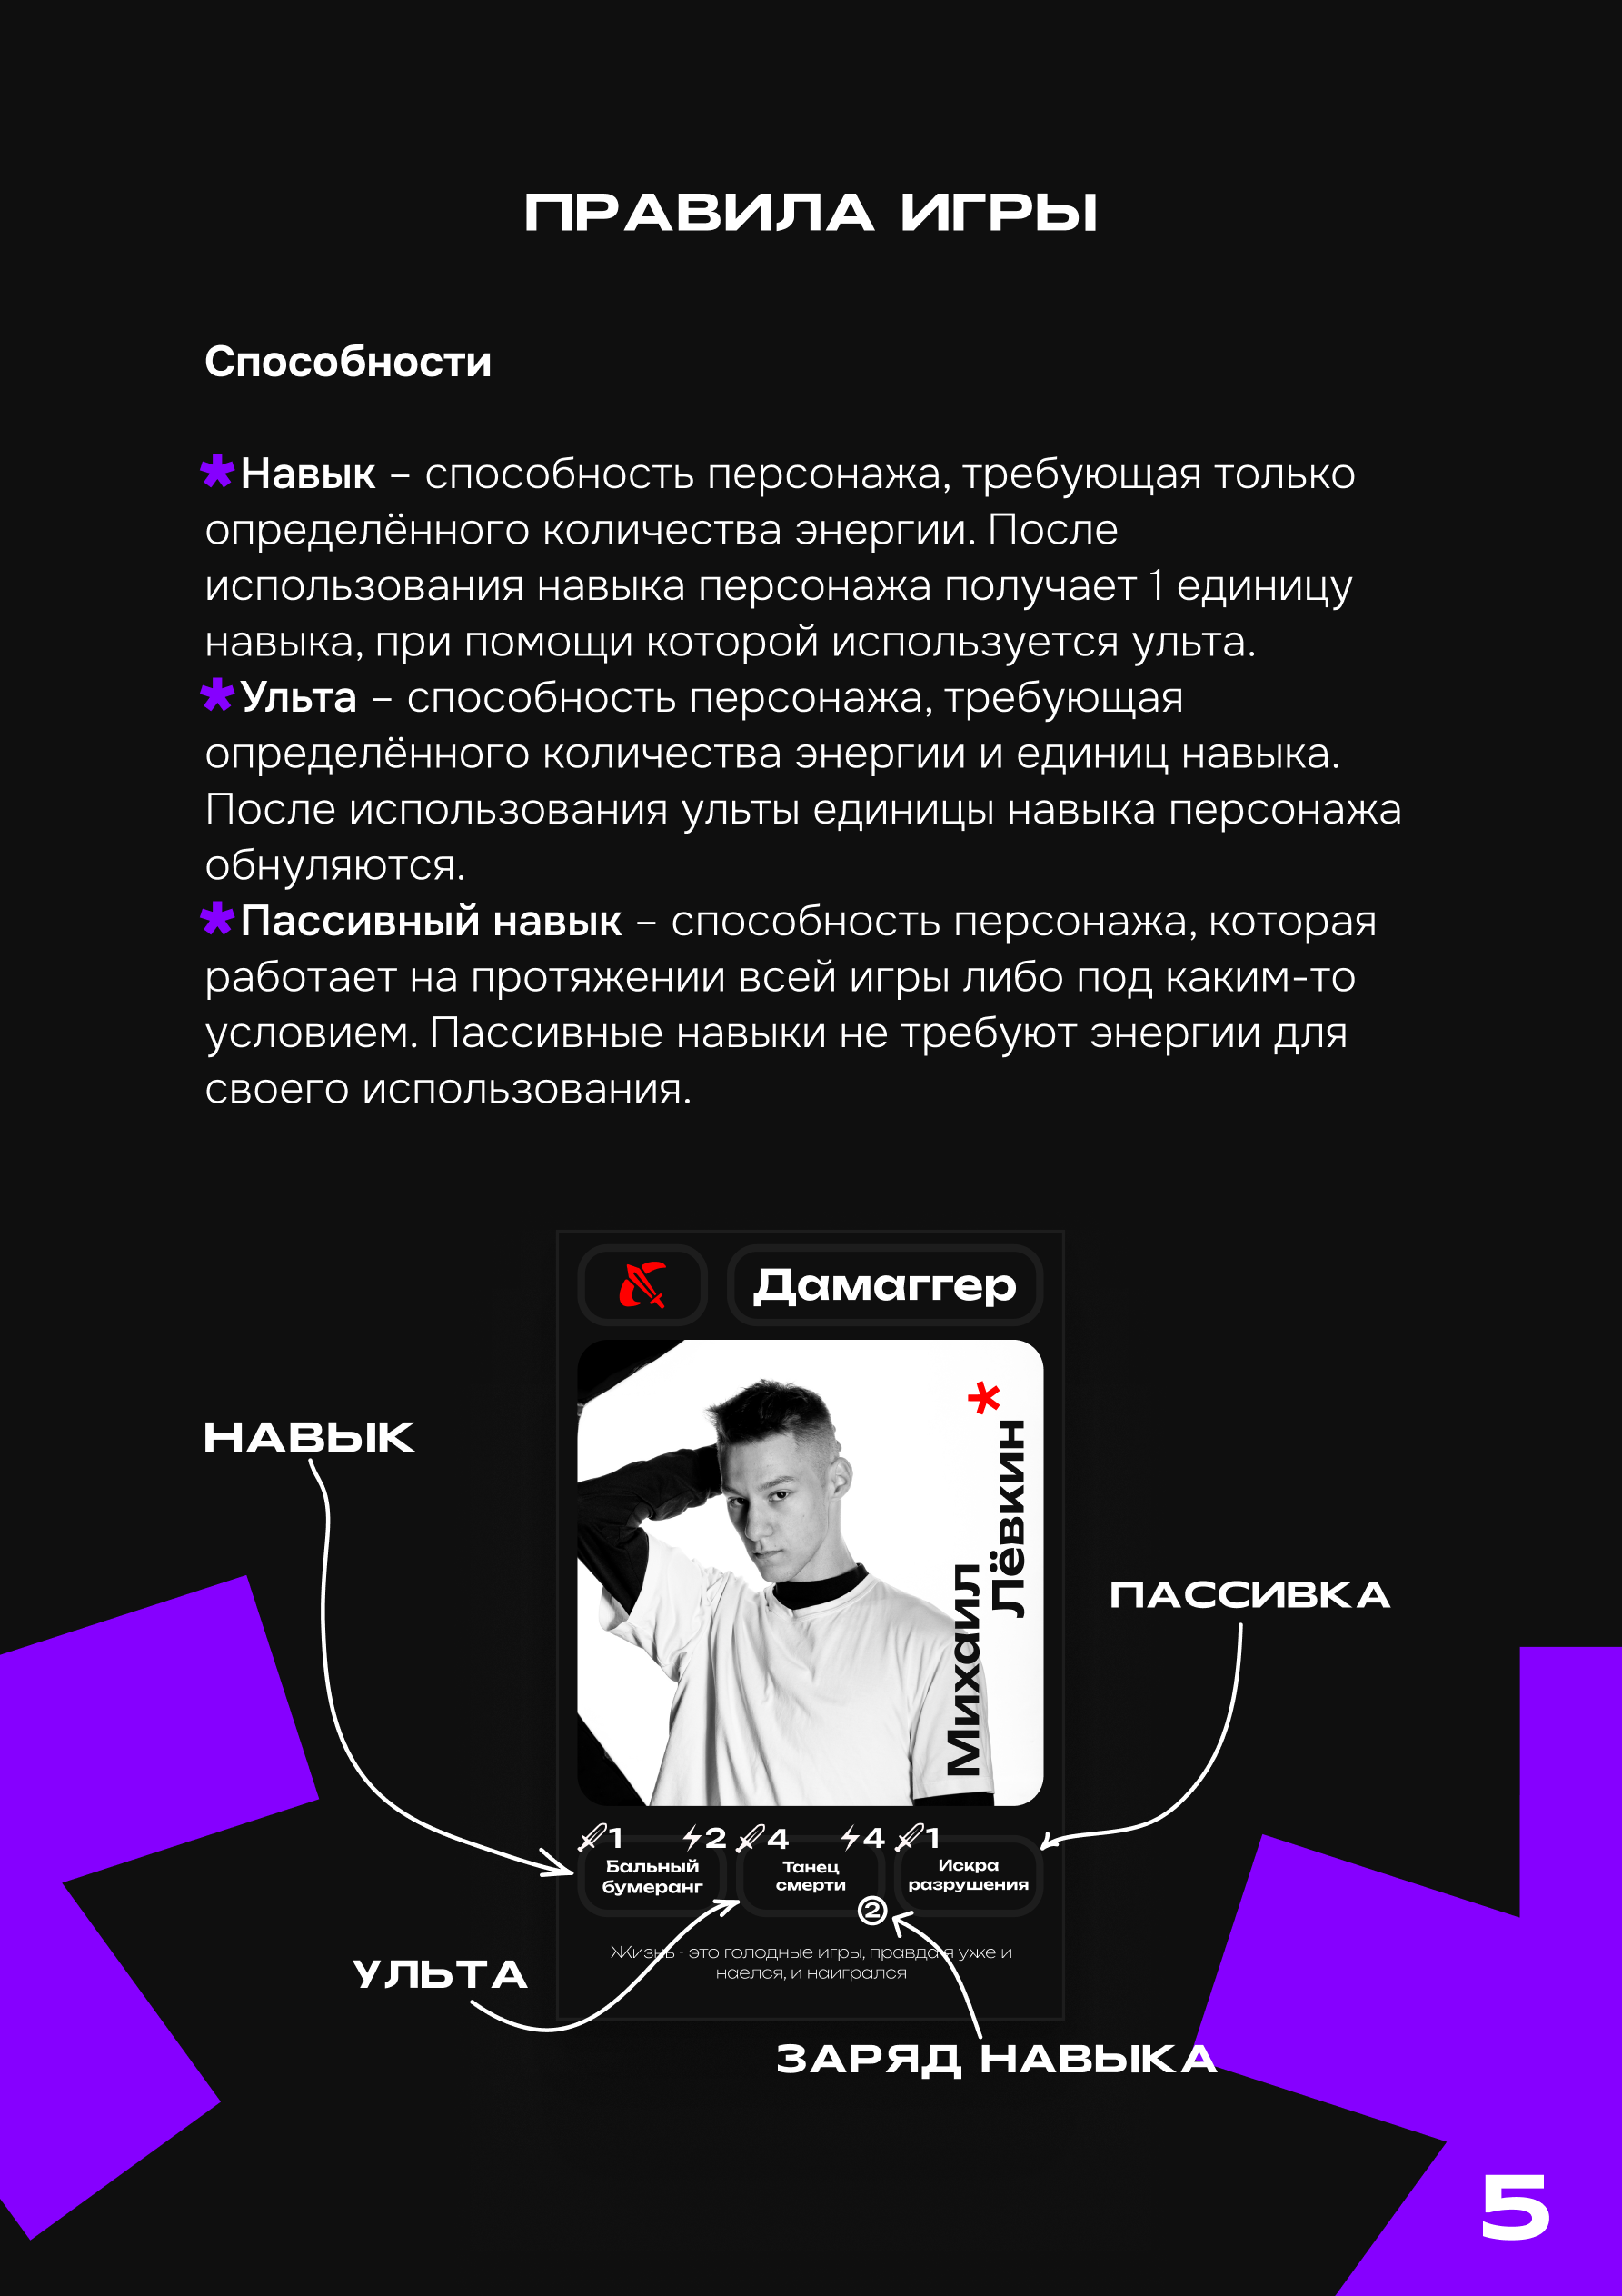 ПРАВИЛА ИГРЫ
Способности
*Навык – способность персонажа, требующая только
определённого количества энергии. После
использования навыка персонажа получает 1 единицу
навыка, при помощи которой используется ульта.
*Ульта – способность персонажа, требующая
определённого количества энергии и единиц навыка.
После использования ульты единицы навыка персонажа
обнуляются.
*Пассивный навык – способность персонажа, которая
работает на протяжении всей игры либо под каким-то
условием. Пассивные навыки не требуют энергии для
своего использования.
Дамаггер
Михаил
Лёвкин*
НАВЫК
ПАССИВКА
1 2 4 4 1
Бальный
бумеранг
Танец
смерти
2
Искра
разрушения
Жизнь - это голодные игры, правда я уже и
наелся, и наигрался
УЛЬТА
ЗАРЯД НАВЫКА
5